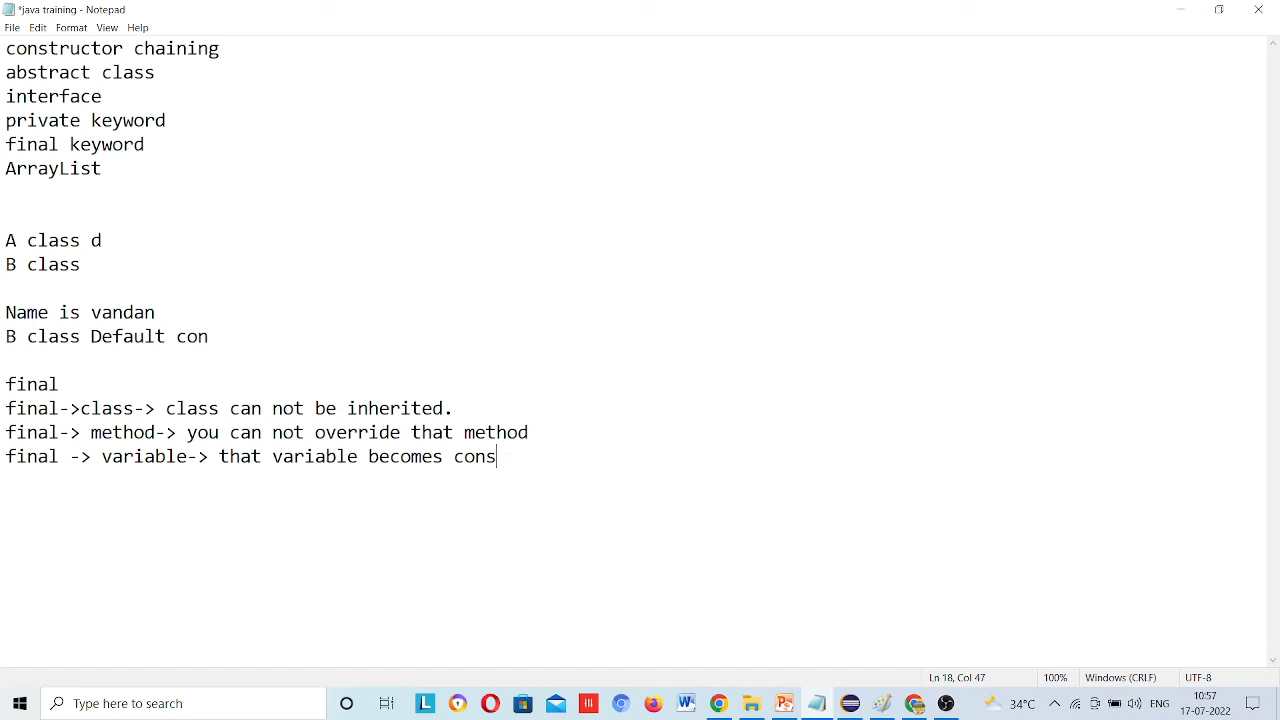 *java training - Notepad
File Edit Format View Help
constructor chaining
abstract class
interface
private keyword
final keyword
ArrayList
A class d
B class
Name is vandan
B class Default con
final
final->class-> class can not be inherited.
final-> method-> you can not override that method
final -> variable-> that variable becomes cons
Ln 18, Col 47 100% Windows (CRLF) UTF-8
Type here to search L 34°C ENG 10:57
17-07-2022